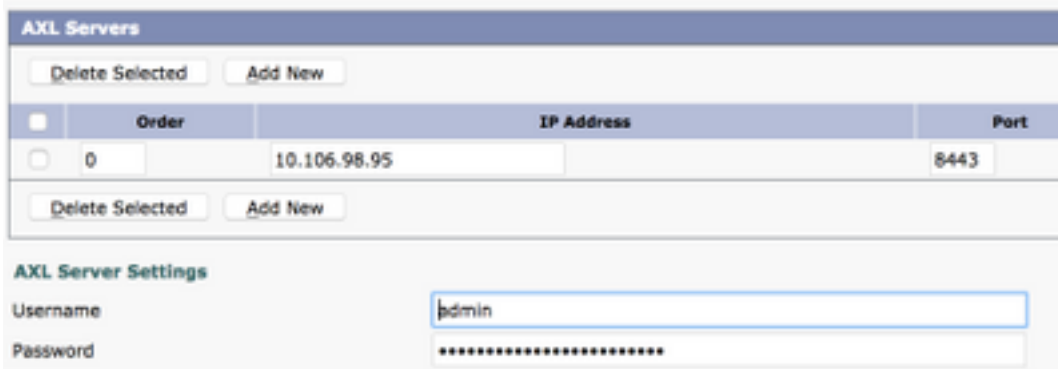 AXL Servers
Delete Selected Add New
Order IP Address Port
0 10.106.98.95 8443
Delete Selected Add New
AXL Server Settings
Username admin
Password ••••••••••••••••••••••••